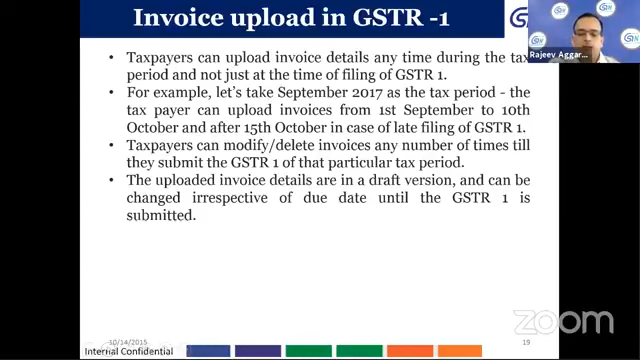 Invoice upload in GSTR -1
Rajeev Aggar...
• Taxpayers can upload invoice details any time during the tax
period and not just at the time of filing of GSTR 1.
• For example, let's take September 2017 as the tax period - the
tax payer can upload invoices from 1st September to 10th
October and after 15th October in case of late filing of GSTR 1.
• Taxpayers can modify/delete invoices any number of times till
they submit the GSTR 1 of that particular tax period.
• The uploaded invoice details are in a draft version, and can be
changed irrespective of due date until the GSTR 1 is
submitted.
zoom
10/14/2015
19
Internal Confidential